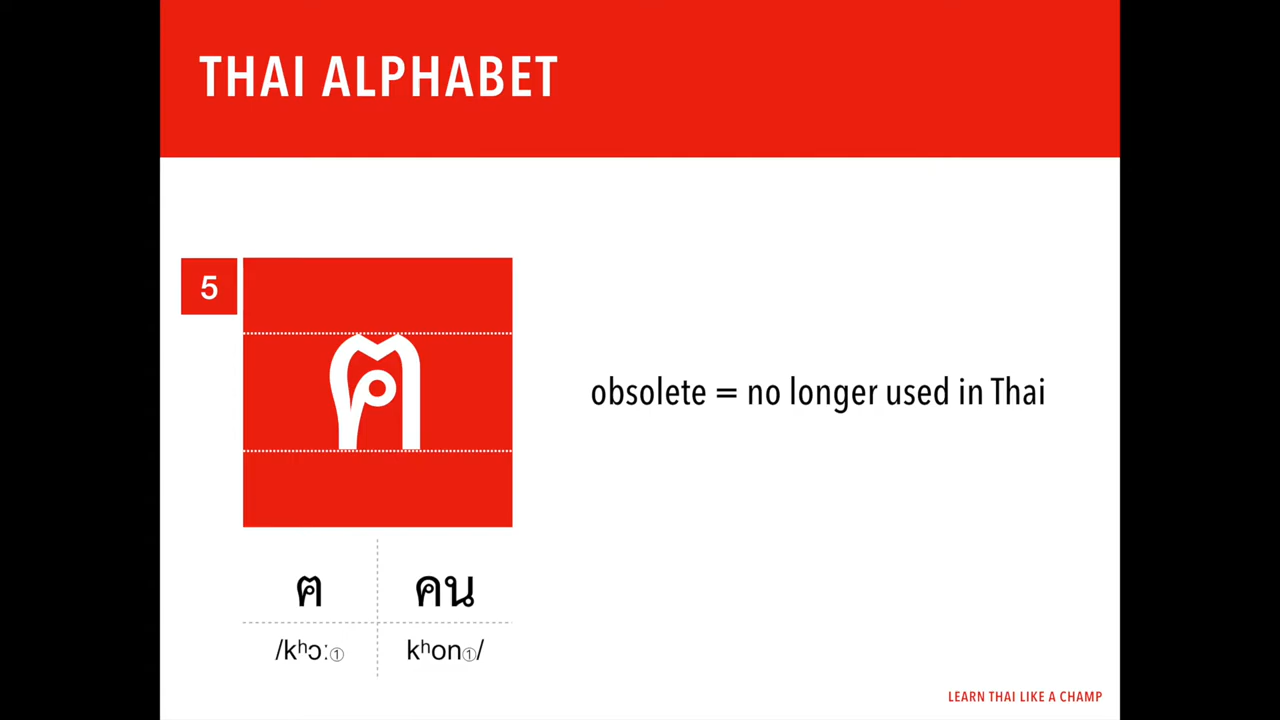 THAI ALPHABET
5
ฅ
obsolete = no longer used in Thai
ฅ คน
/kʰɔː① kʰon①/
LEARN THAI LIKE A CHAMP